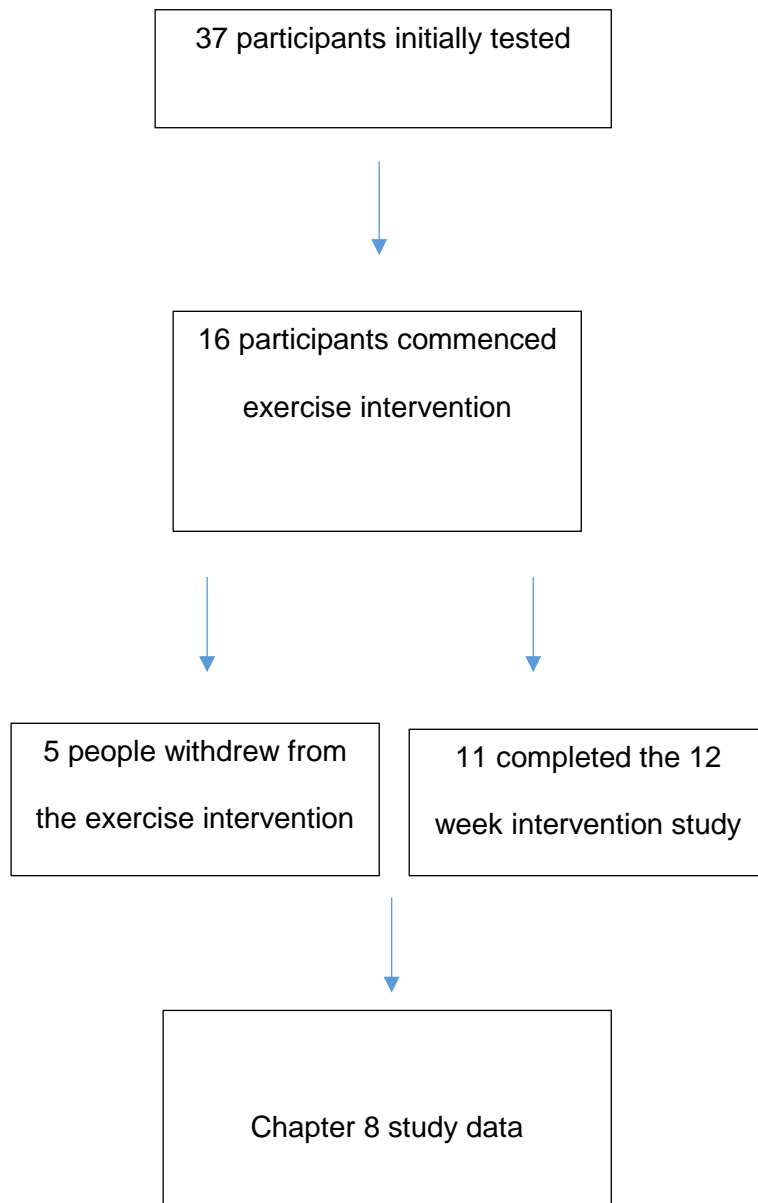 37 participants initially tested
16 participants commenced
exercise intervention
5 people withdrew from
the exercise intervention
11 completed the 12
week intervention study
Chapter 8 study data